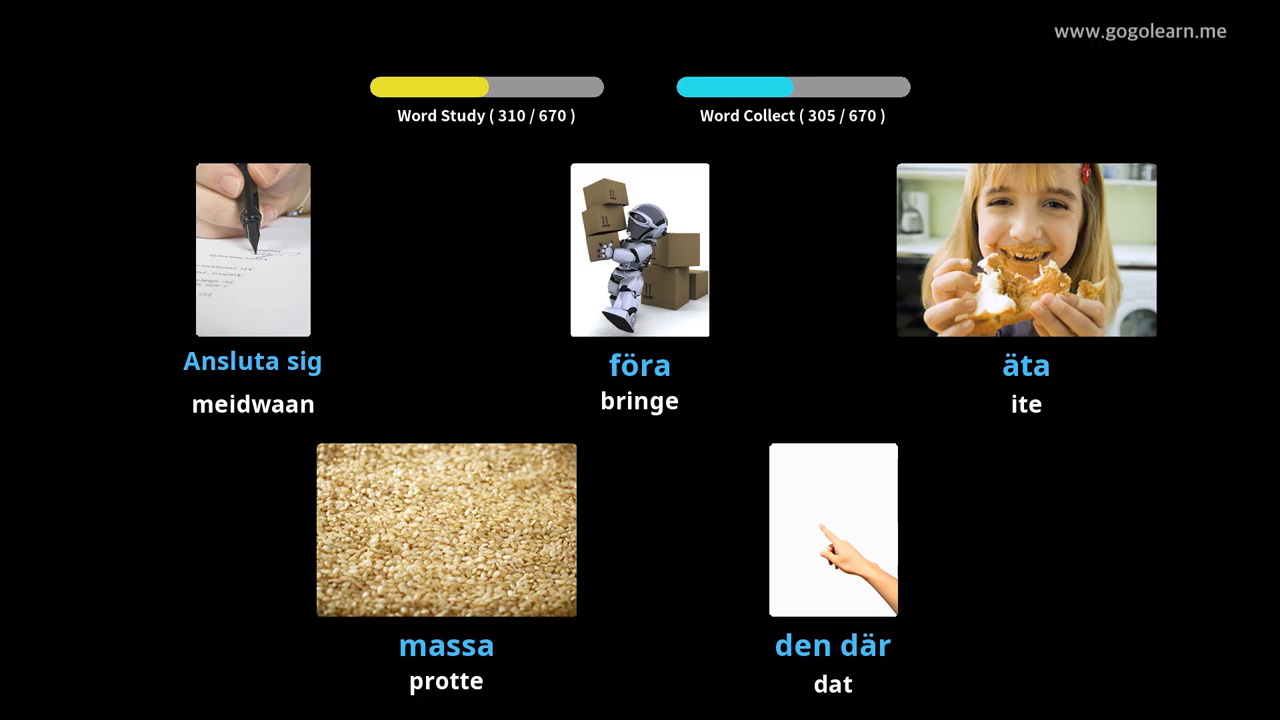 www.gogolearn.me
Word Study ( 310 / 670 )
Word Collect ( 305 / 670 )
Ansluta sig
meidwaan
föra
bringe
äta
ite
massa
protte
den där
dat